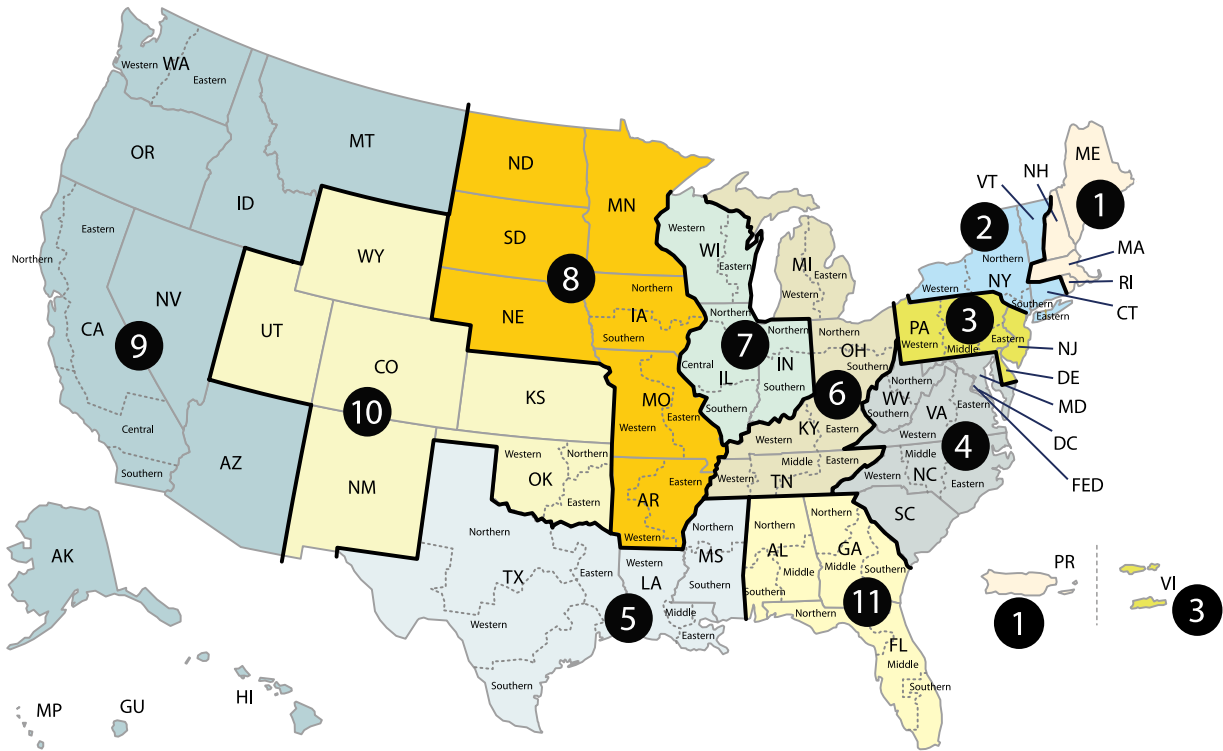 WA
Western
Eastern
MT
OR
ID
Eastern
Northern
NV
CA
9
Central
Southern
AZ
WY
UT
CO
10
KS
NM
Western
Northern
OK
Eastern
ND
MN
SD
8
NE
Northern
IA
Southern
MO
Eastern
Western
Eastern
AR
Western
Western
WI
Eastern
Northern
7
Central
IL
Southern
Northern
IN
Southern
MI
Eastern
Western
Northern
OH
Southern
6
KY
Western
Eastern
Middle
Eastern
Western
TN
ME
NH
VT
1
2
Northern
MA
NY
Western
RI
Southern
CT
Eastern
PA
3
Western
Eastern
Middle
NJ
DE
MD
DC
FED
Northern
WV
Southern
VA
Eastern
Western
4
Middle
Western
NC
Eastern
SC
Northern
TX
Eastern
Western
Southern
Western
LA
5
Middle
Eastern
Northern
MS
Southern
Northern
AL
Middle
Southern
Northern
GA
Middle
Southern
11
Northern
FL
Middle
Southern
PR
1
VI
3
AK
HI
GU
MP